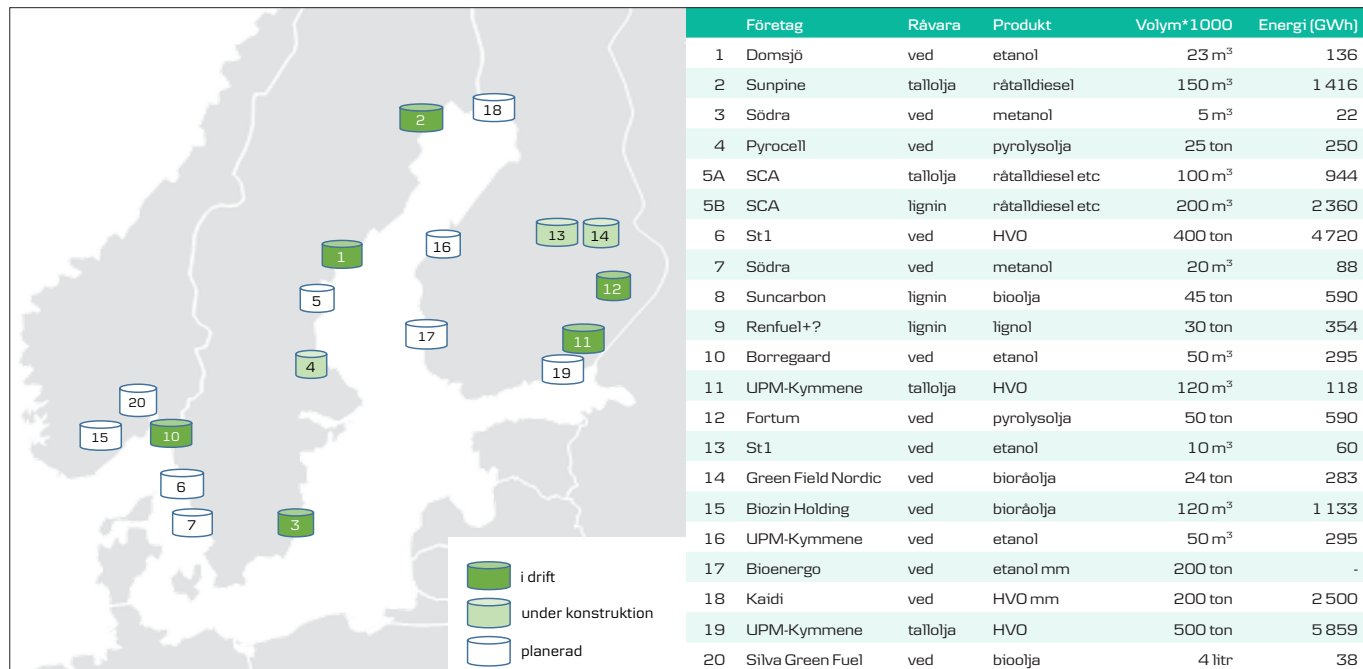 2
18
1
16
13
14
12
5
17
11
4
19
20
15
10
6
7
3
i drift
under konstruktion
planerad
Företag Råvara Produkt Volym*1000 Energi (GWh)
1 Domsjö ved etanol 23 m³ 136
2 Sunpine tallolja råtalldiesel 150 m³ 1 416
3 Södra ved metanol 5 m³ 22
4 Pyrocell ved pyrolysolja 25 ton 250
5A SCA tallolja råtalldiesel etc 100 m³ 944
5B SCA lignin råtalldiesel etc 200 m³ 2 360
6 St1 ved HVO 400 ton 4 720
7 Södra ved metanol 20 m³ 88
8 Suncarbon lignin bioolja 45 ton 590
9 Renfuel+? lignin lignol 30 ton 354
10 Borregaard ved etanol 50 m³ 295
11 UPM-Kymmene tallolja HVO 120 m³ 118
12 Fortum ved pyrolysolja 50 ton 590
13 St1 ved etanol 10 m³ 60
14 Green Field Nordic ved bioråolja 24 ton 283
15 Biozin Holding ved bioråolja 120 m³ 1 133
16 UPM-Kymmene ved etanol 50 m³ 295
17 Bioenergo ved etanol mm 200 ton -
18 Kaidi ved HVO mm 200 ton 2 500
19 UPM-Kymmene tallolja HVO 500 ton 5 859
20 Silva Green Fuel ved bioolja 4 litr 38